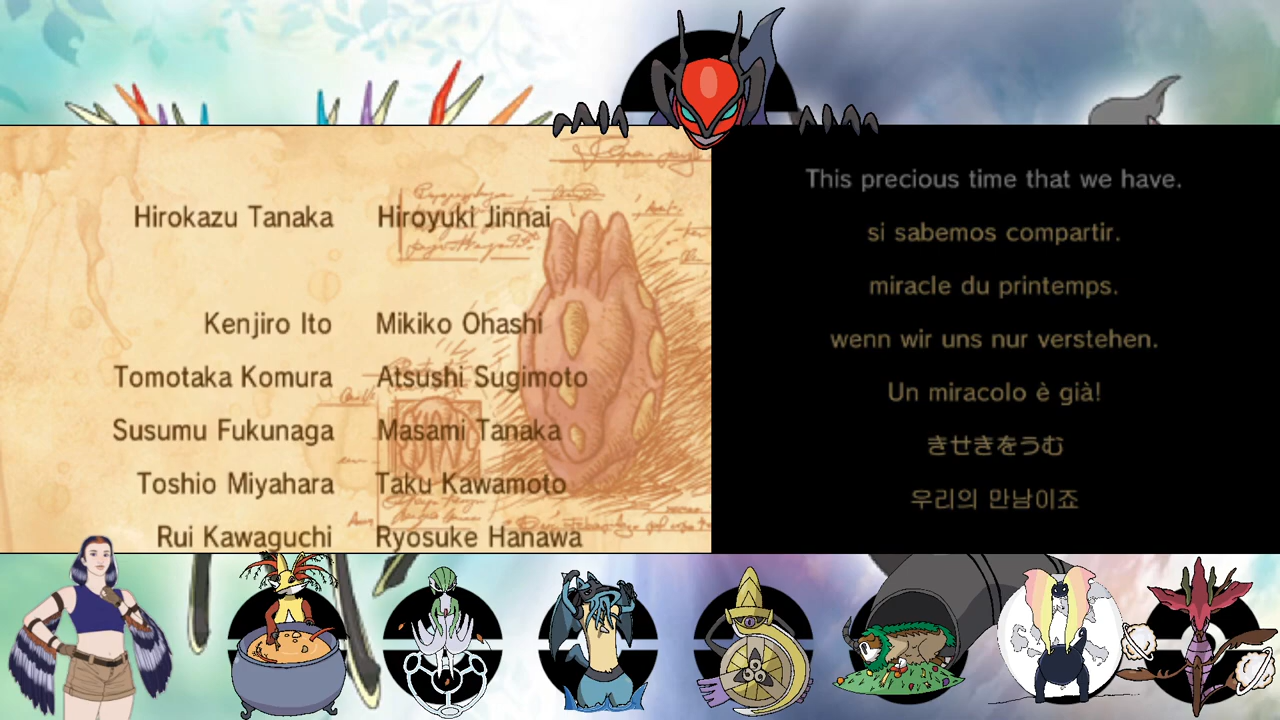 Hirokazu Tanaka Hiroyuki Jinnai
Kenjiro Ito Mikiko Ohashi
Tomotaka Komura Atsushi Sugimoto
Susumu Fukunaga Masami Tanaka
Toshio Miyahara Taku Kawamoto
Rui Kawaguchi Ryosuke Hanawa
This precious time that we have.
si sabemos compartir.
miracle du printemps.
wenn wir uns nur verstehen.
Un miracolo è già!
きせきをうむ
우리의 만남이죠